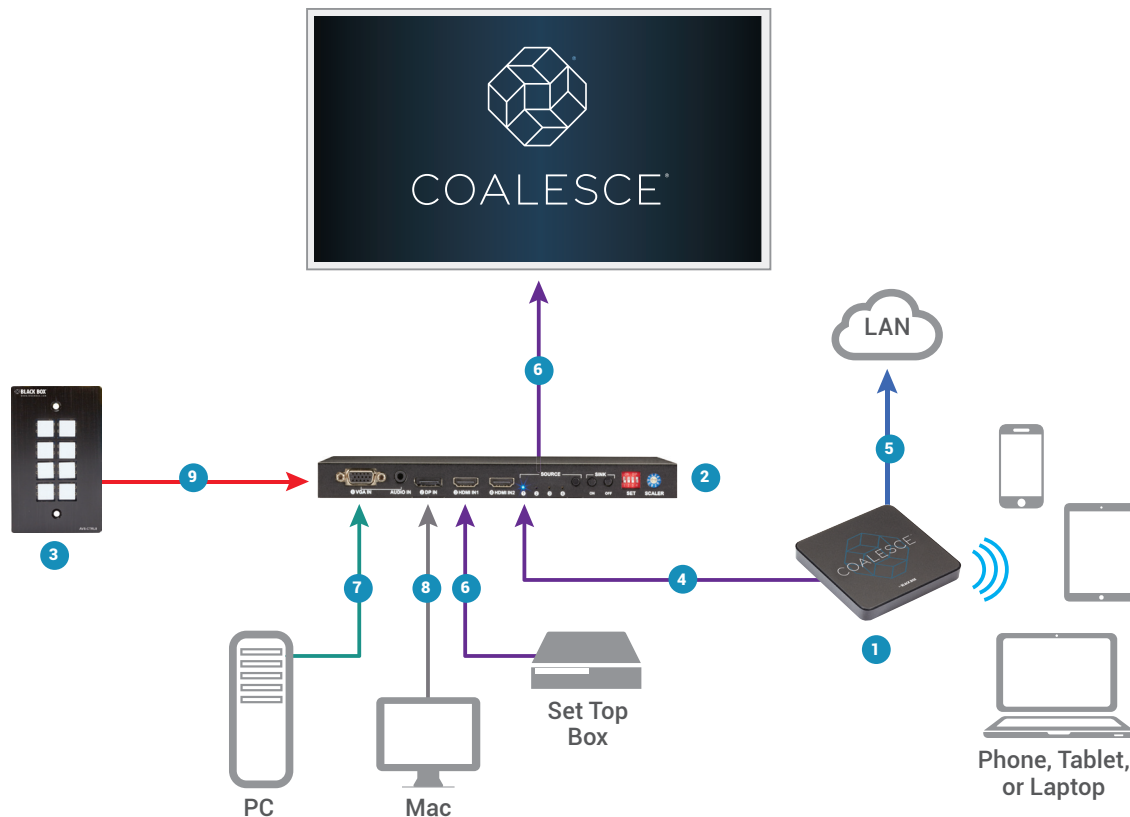 COALESCE®
LAN
6
5
BLACK BOX
9
2
VGA IN
AUDIO IN
DP IN
HDMI IN1
HDMI IN2
SOURCE
SINK
ON
OFF
SET
SCALER
3
7
8
6
4
COALESCE
1
PC
Mac
Set Top
Box
Phone, Tablet,
or Laptop